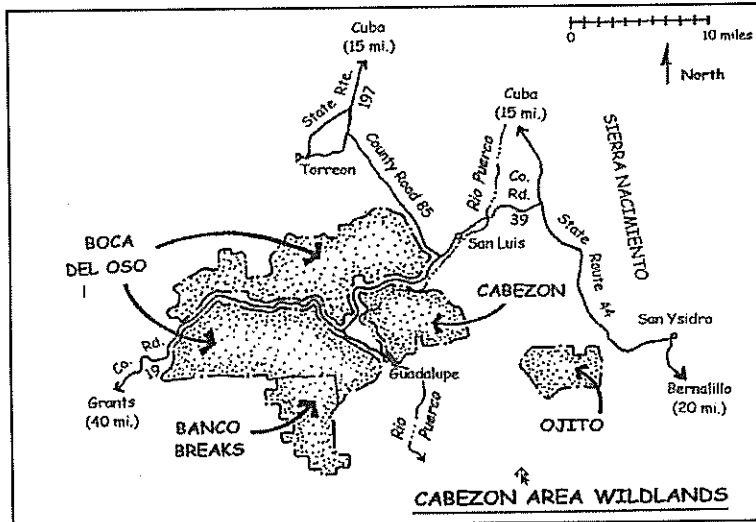 Cuba
(15 mi.)
0 10 miles
North
State Rte.
197
Cuba
(15 mi.)
Torreon
County Road 85
Rio Puerco
Co.
Rd.
39
SIERRA NACIMIENTO
BOCA
DEL OSO
San Luis
State Route 44
CABEZON
San Ysidro
Co. Rd.
19
Guadalupe
Grants
(40 mi.)
Bernalillo
(20 mi.)
BANCO
BREAKS
Rio
Puerco
OJITO
CABEZON AREA WILDLANDS